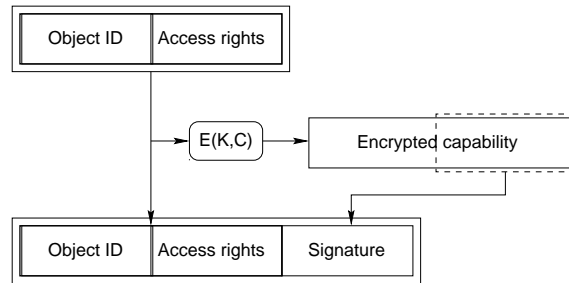 Object ID Access rights
E(K,C) Encrypted capability
Object ID Access rights Signature